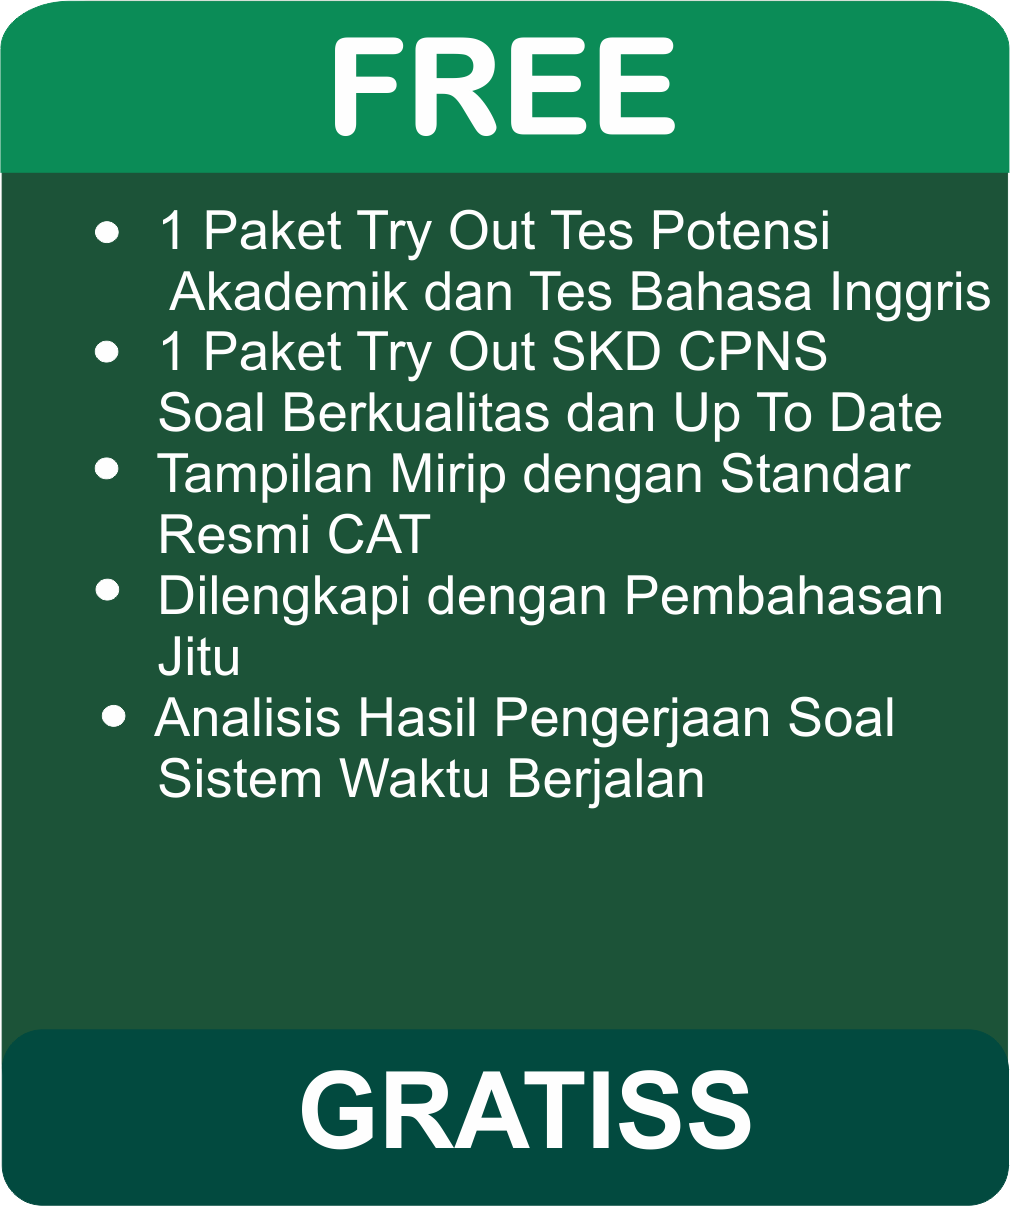 FREE
• 1 Paket Try Out Tes Potensi
Akademik dan Tes Bahasa Inggris
• 1 Paket Try Out SKD CPNS
Soal Berkualitas dan Up To Date
• Tampilan Mirip dengan Standar
Resmi CAT
• Dilengkapi dengan Pembahasan
Jitu
• Analisis Hasil Pengerjaan Soal
Sistem Waktu Berjalan
GRATISS